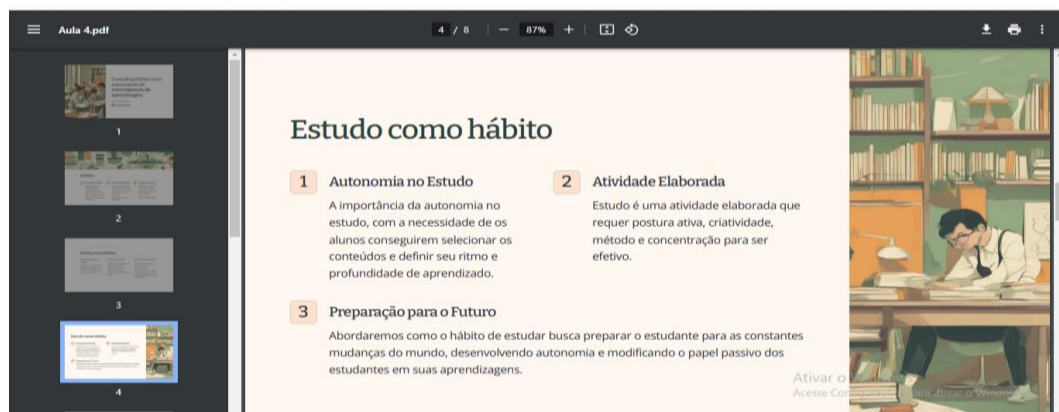 Aula 4.pdf
4 / 8
87%
1
2
3
4
Estudo como hábito
1 Autonomia no Estudo
A importância da autonomia no
estudo, com a necessidade de os
alunos conseguirem selecionar os
conteúdos e definir seu ritmo e
profundidade de aprendizado.
2 Atividade Elaborada
Estudo é uma atividade elaborada que
requer postura ativa, criatividade,
método e concentração para ser
efetivo.
3 Preparação para o Futuro
Abordaremos como o hábito de estudar busca preparar o estudante para as constantes
mudanças do mundo, desenvolvendo autonomia e modificando o papel passivo dos
estudantes em suas aprendizagens.
Ativar o
Acesse para ativar o Windows